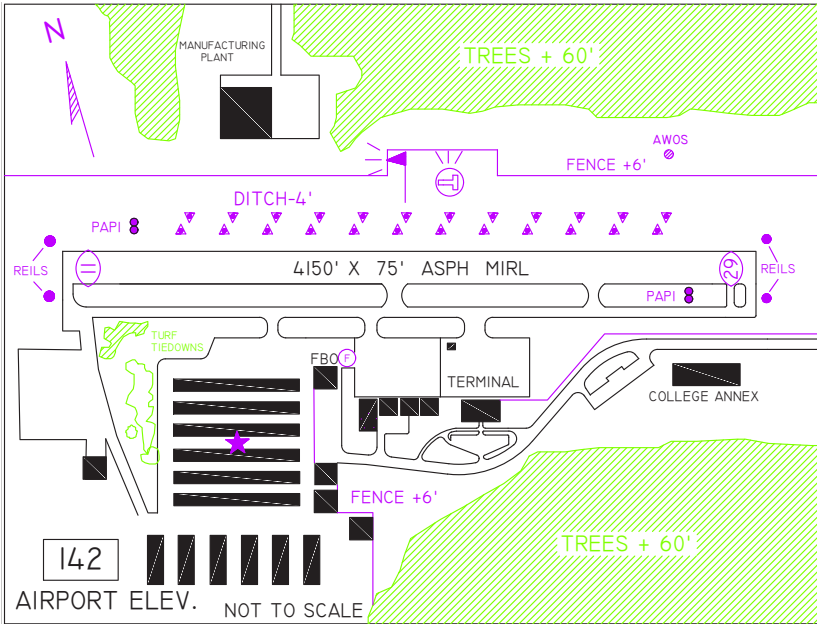 N
MANUFACTURING
PLANT
TREES + 60'
AWOS
FENCE +6'
DITCH-4'
PAPI
REILS
11
4150' X 75' ASPH MIRL
29
REILS
PAPI
TURF
TIEDOWNS
FBO
F
TERMINAL
COLLEGE ANNEX
FENCE +6'
TREES + 60'
142
AIRPORT ELEV.
NOT TO SCALE